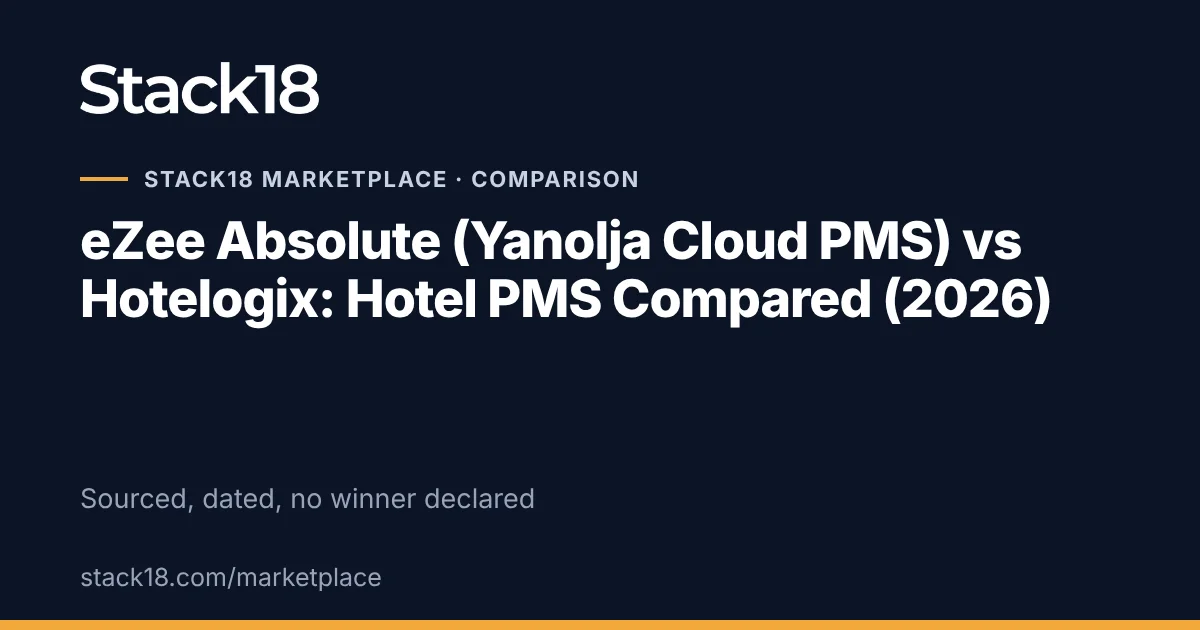 Stack18
STACK18 MARKETPLACE · COMPARISON
eZee Absolute (Yanolja Cloud PMS) vs
Hotelogix: Hotel PMS Compared (2026)
Sourced, dated, no winner declared
stack18.com/marketplace